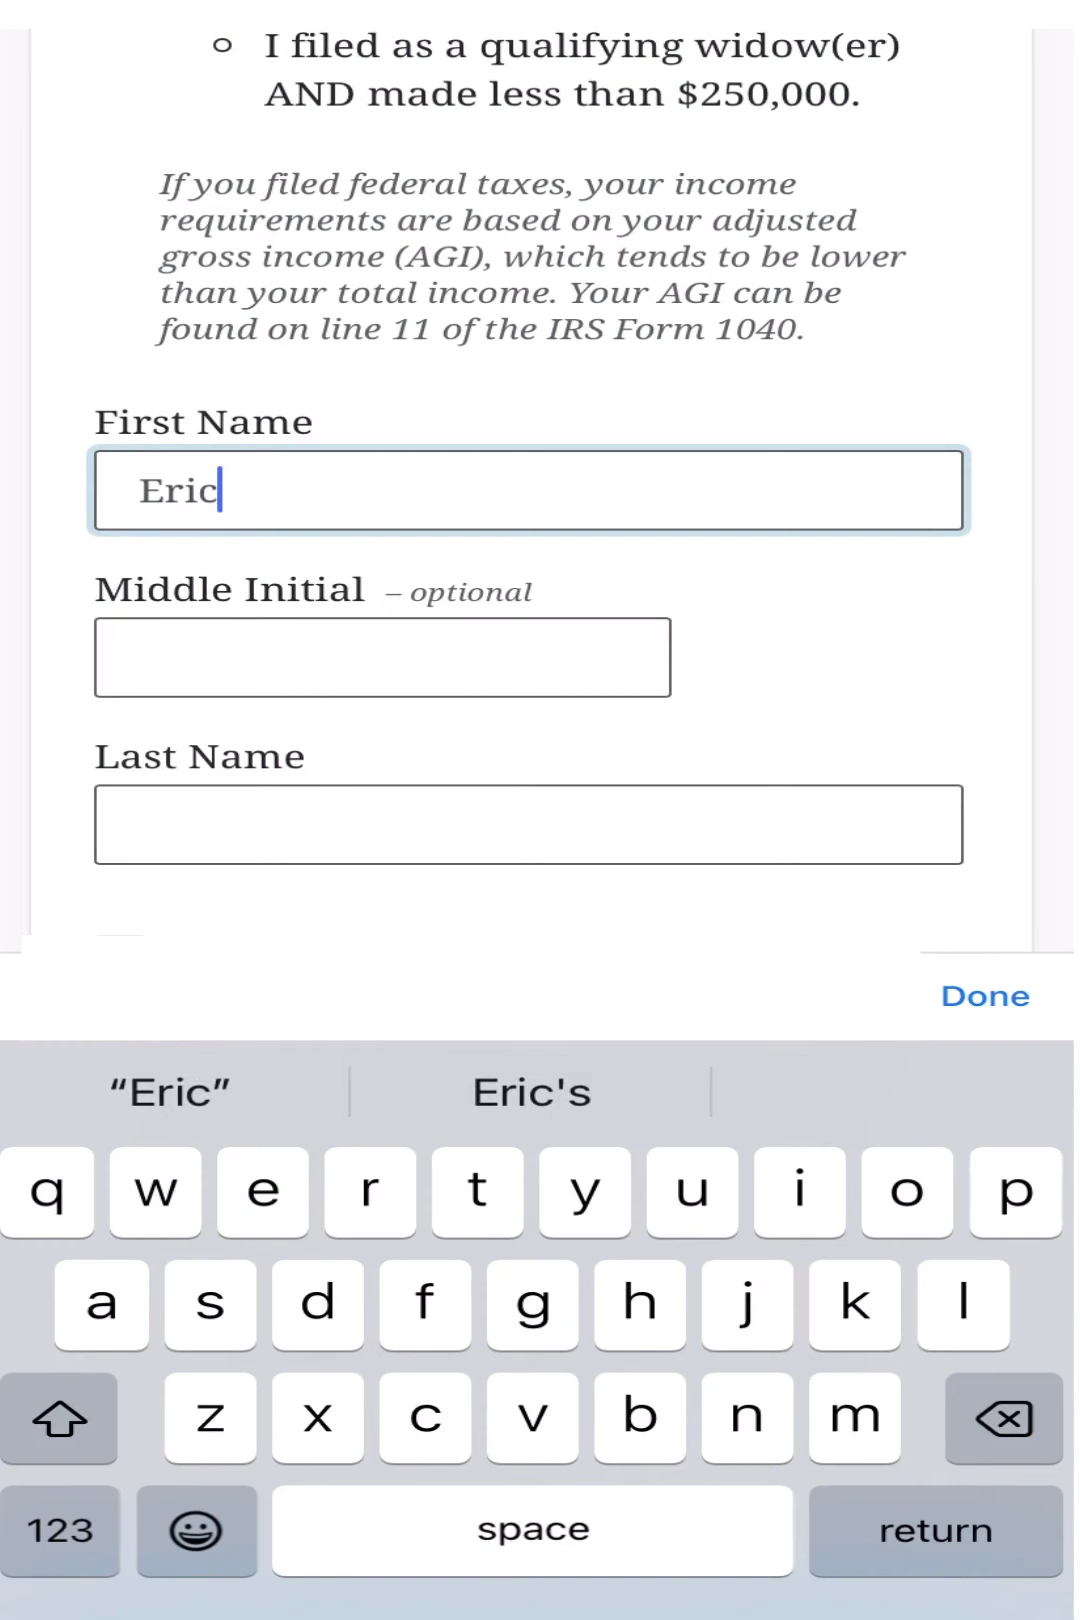 I filed as a qualifying widow(er)
AND made less than $250,000.
If you filed federal taxes, your income
requirements are based on your adjusted
gross income (AGI), which tends to be lower
than your total income. Your AGI can be
found on line 11 of the IRS Form 1040.
First Name
Eric
Middle Initial – optional
Last Name
Done
“Eric” Eric's
q w e r t y u i o p
a s d f g h j k l
z x c v b n m
123 space return